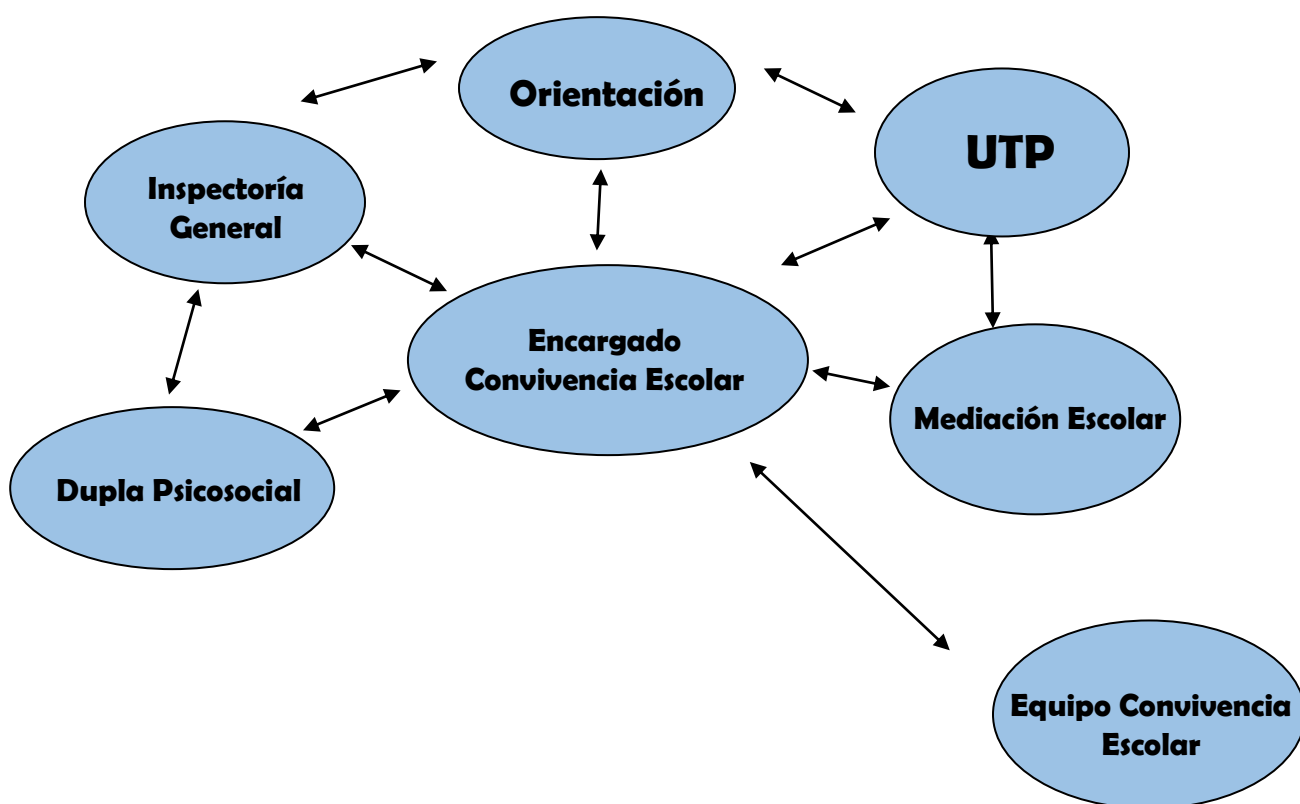 Orientación
UTP
Inspectoría
General
Encargado
Convivencia Escolar
Mediación Escolar
Dupla Psicosocial
Equipo Convivencia
Escolar